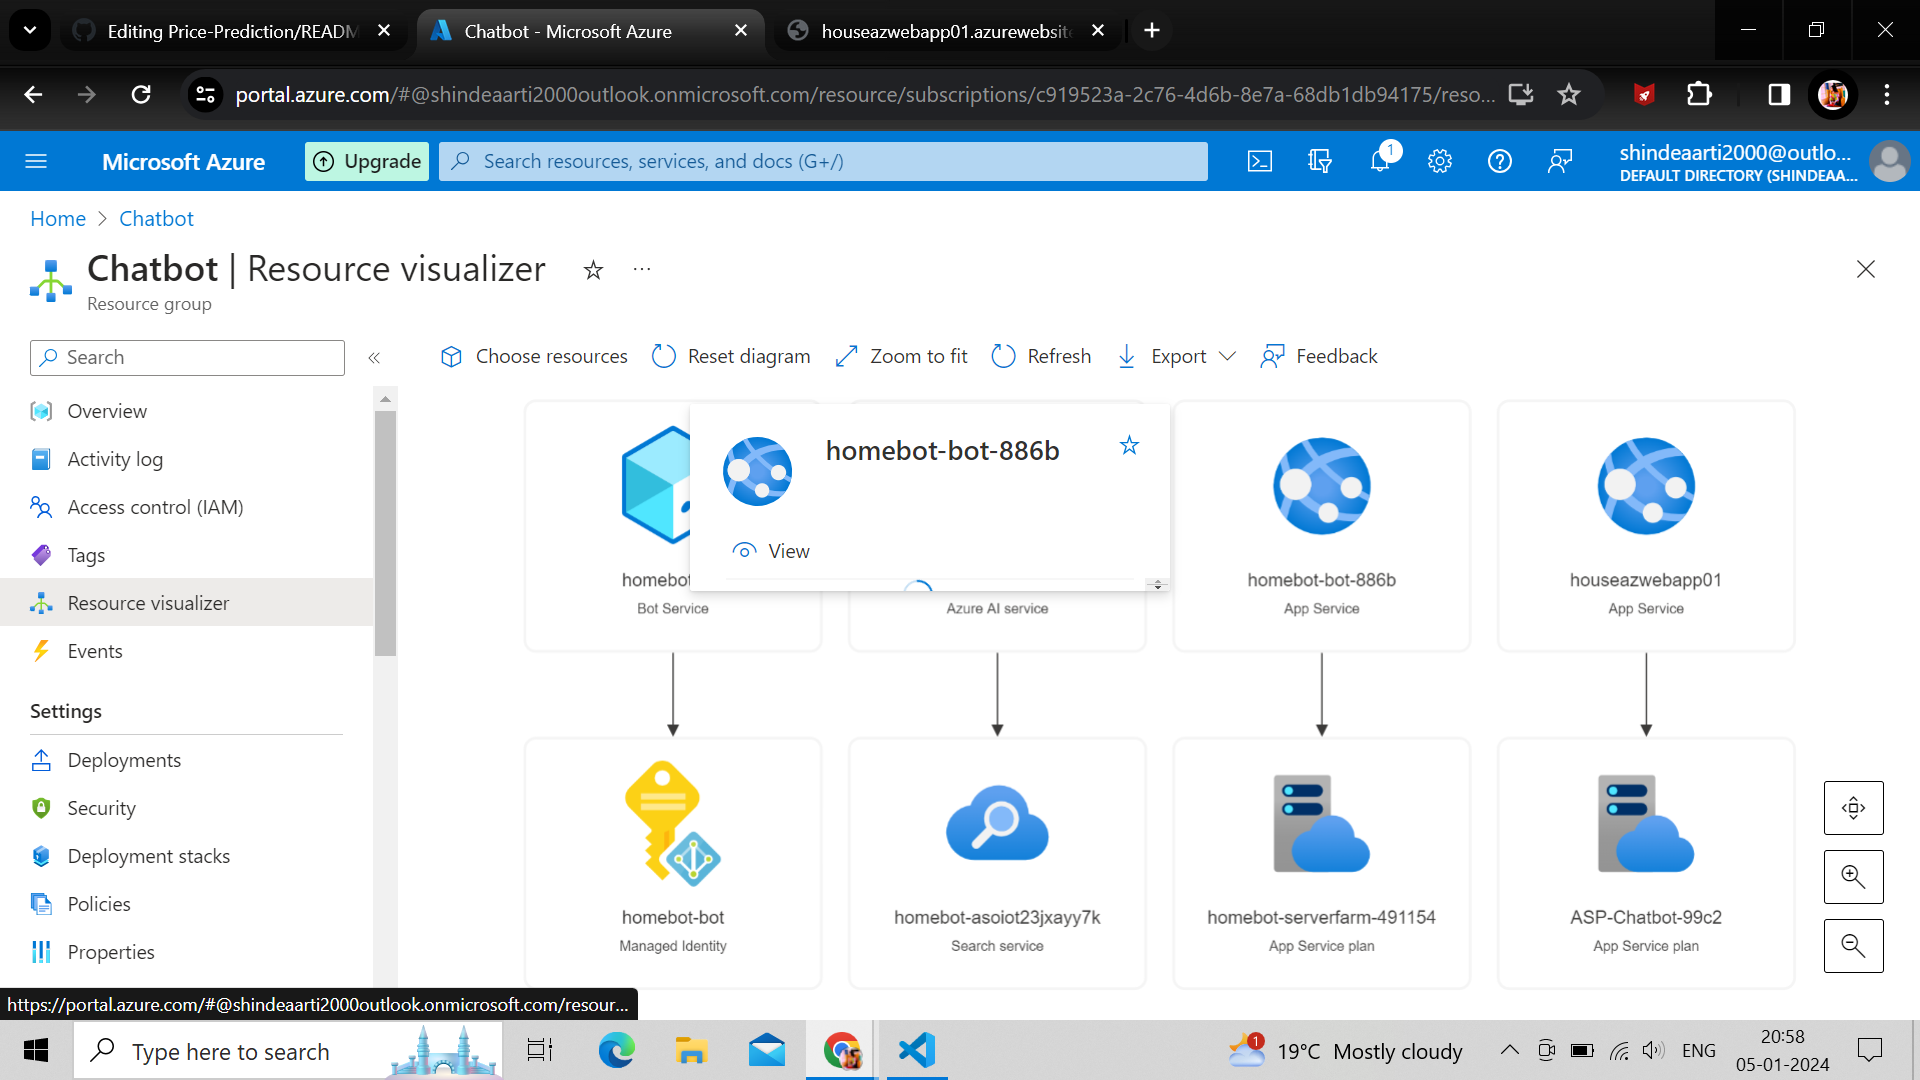 Editing Price-Prediction/READM
Chatbot - Microsoft Azure
houseazwebapp01.azurewebsite
portal.azure.com/#@shindeaarti2000outlook.onmicrosoft.com/resource/subscriptions/c919523a-2c76-4d6b-8e7a-68db1db94175/reso...
Microsoft Azure
Upgrade
Search resources, services, and docs (G+/)
1
shindeaarti2000@outlo...
DEFAULT DIRECTORY (SHINDEAA...
Home > Chatbot
Chatbot | Resource visualizer
Resource group
Search
Choose resources
Reset diagram
Zoom to fit
Refresh
Export
Feedback
Overview
Activity log
Access control (IAM)
Tags
Resource visualizer
Events
Settings
Deployments
Security
Deployment stacks
Policies
Properties
homebot-bot-886b
View
homebot
Bot Service
Azure AI service
homebot-bot-886b
App Service
houseazwebapp01
App Service
homebot-bot
Managed Identity
homebot-asoiot23jxayy7k
Search service
homebot-serverfarm-491154
App Service plan
ASP-Chatbot-99c2
App Service plan
https://portal.azure.com/#@shindeaarti2000outlook.onmicrosoft.com/resour...
Type here to search
1
19°C Mostly cloudy
ENG
20:58
05-01-2024